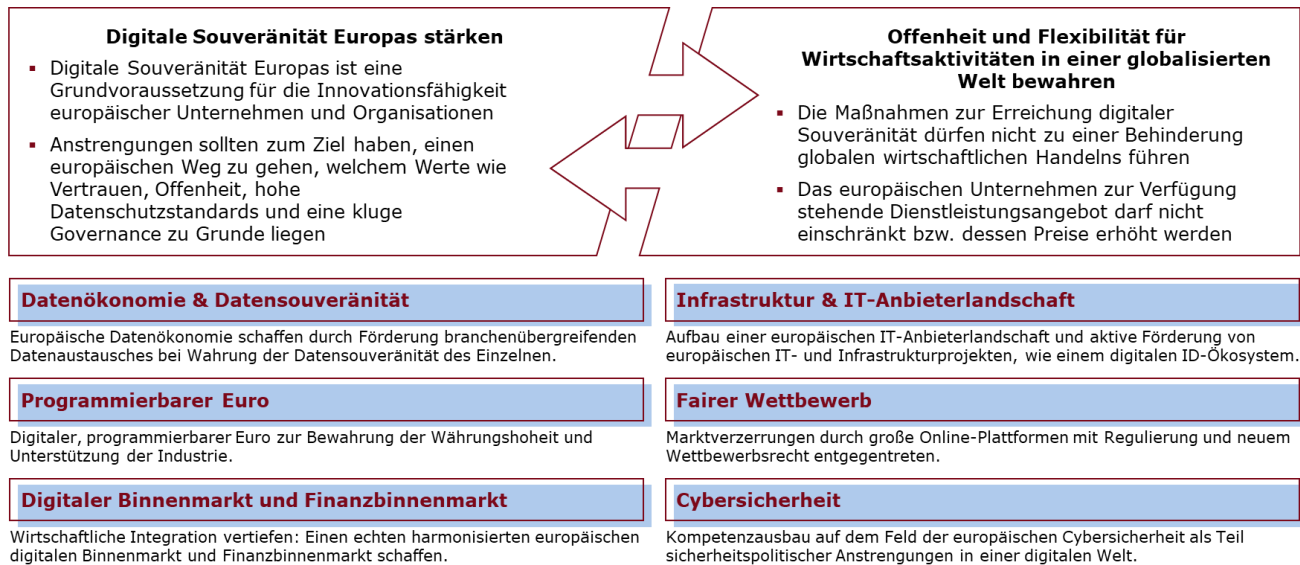 Digitale Souveränität Europas stärken
▪ Digitale Souveränität Europas ist eine
Grundvoraussetzung für die Innovationsfähigkeit
europäischer Unternehmen und Organisationen
▪ Anstrengungen sollten zum Ziel haben, einen
europäischen Weg zu gehen, welchem Werte wie
Vertrauen, Offenheit, hohe
Datenschutzstandards und eine kluge
Governance zu Grunde liegen
Offenheit und Flexibilität für
Wirtschaftsaktivitäten in einer globalisierten
Welt bewahren
▪ Die Maßnahmen zur Erreichung digitaler
Souveränität dürfen nicht zu einer Behinderung
globalen wirtschaftlichen Handelns führen
▪ Das europäischen Unternehmen zur Verfügung
stehende Dienstleistungsangebot darf nicht
einschränkt bzw. dessen Preise erhöht werden
Datenökonomie & Datensouveränität
Europäische Datenökonomie schaffen durch Förderung branchenübergreifenden
Datenaustausches bei Wahrung der Datensouveränität des Einzelnen.
Infrastruktur & IT-Anbieterlandschaft
Aufbau einer europäischen IT-Anbieterlandschaft und aktive Förderung von
europäischen IT- und Infrastrukturprojekten, wie einem digitalen ID-Ökosystem.
Programmierbarer Euro
Digitaler, programmierbarer Euro zur Bewahrung der Währungshoheit und
Unterstützung der Industrie.
Fairer Wettbewerb
Marktverzerrungen durch große Online-Plattformen mit Regulierung und neuem
Wettbewerbsrecht entgegentreten.
Digitaler Binnenmarkt und Finanzbinnenmarkt
Wirtschaftliche Integration vertiefen: Einen echten harmonisierten europäischen
digitalen Binnenmarkt und Finanzbinnenmarkt schaffen.
Cybersicherheit
Kompetenzausbau auf dem Feld der europäischen Cybersicherheit als Teil
sicherheitspolitischer Anstrengungen in einer digitalen Welt.